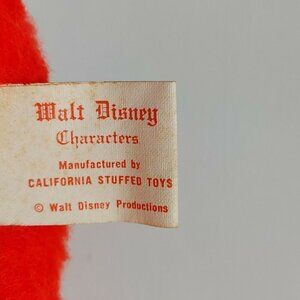 Walt Disney
Characters
Manufactured by
CALIFORNIA STUFFED TOYS
© Walt Disney Productions